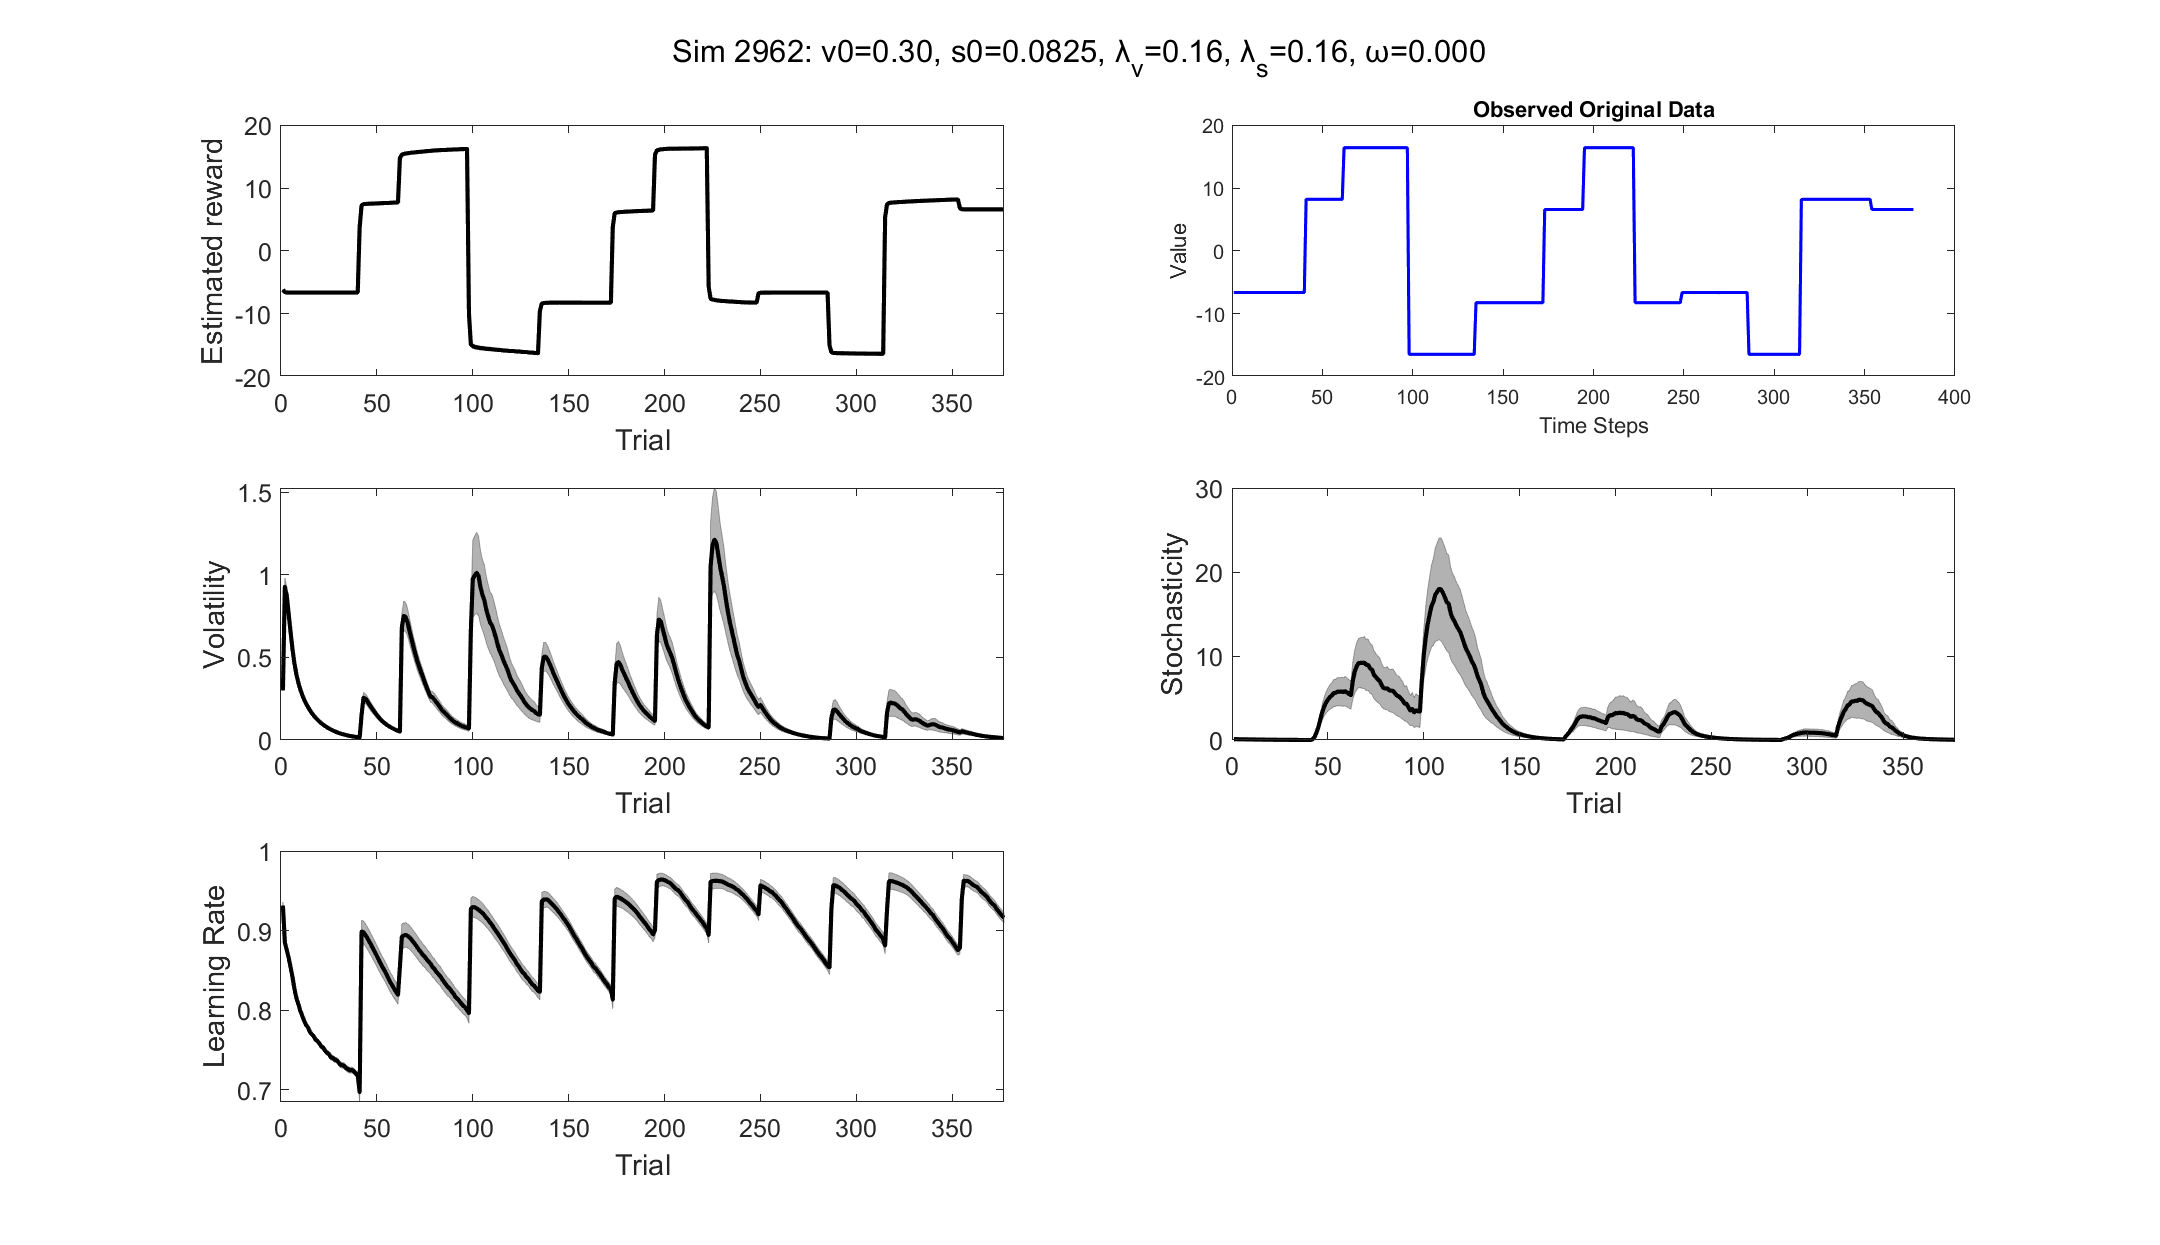 Sim 2962: v0=0.30, s0=0.0825, λ_v=0.16, λ_s=0.16, ω=0.000
20
10
0
-10
-20
Estimated reward
0 50 100 150 200 250 300 350
Trial
Observed Original Data
20
10
0
-10
-20
Value
0 50 100 150 200 250 300 350 400
Time Steps
1.5
1
0.5
0
Volatility
0 50 100 150 200 250 300 350
Trial
30
20
10
0
Stochasticity
0 50 100 150 200 250 300 350
Trial
1
0.9
0.8
0.7
Learning Rate
0 50 100 150 200 250 300 350
Trial